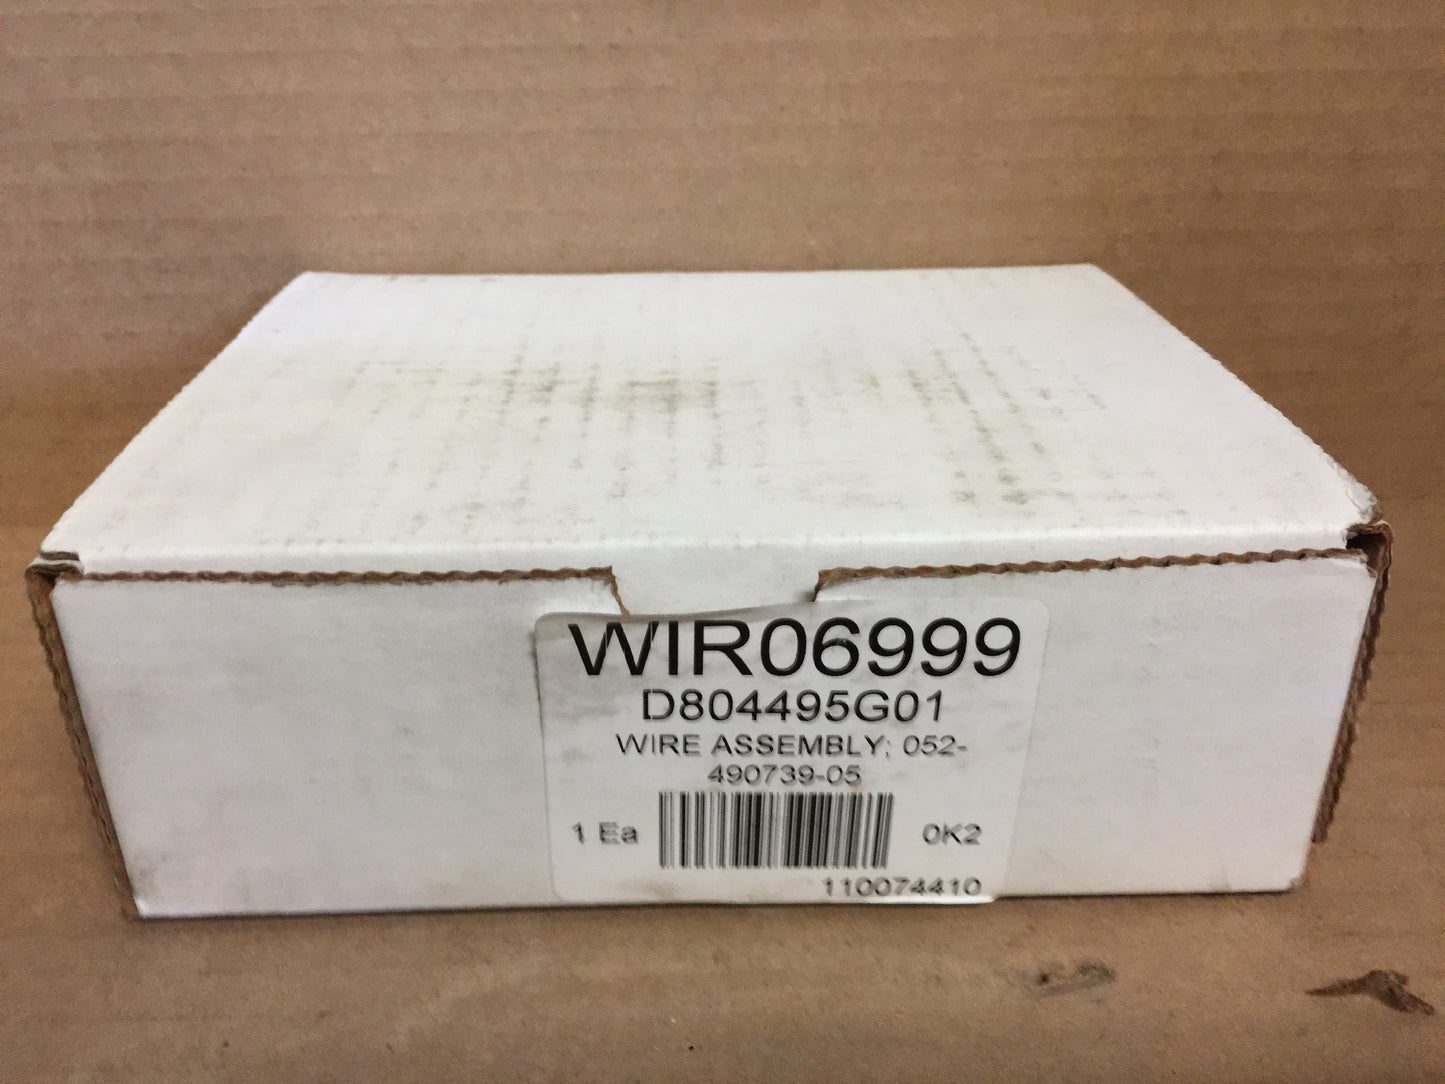 WIR06999
D804495G01
WIRE ASSEMBLY; 052-
490739-05
1 Ea 0K2
110074410